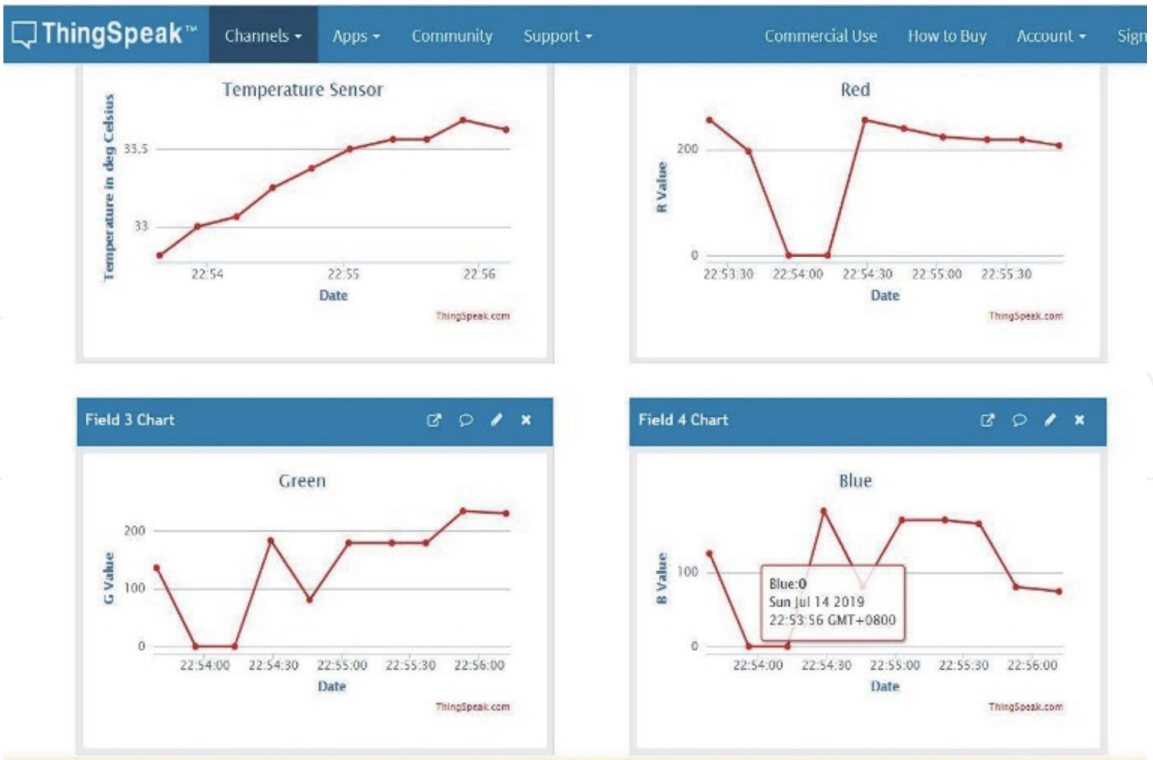 ThingSpeak™ Channels Apps Community Support Commercial Use How to Buy Account Sign
Temperature Sensor
Temperature in deg Celsius
33.5
33
22:54 22:55 22:56
Date
ThingSpeak.com
Red
R Value
200
0
22:53:30 22:54:00 22:54:30 22:55:00 22:55:30
Date
ThingSpeak.com
Field 3 Chart
Green
G Value
200
100
0
22:54:00 22:54:30 22:55:00 22:55:30 22:56:00
Date
ThingSpeak.com
Field 4 Chart
Blue
B Value
100
0
Blue:0
Sun Jul 14 2019
22:53:56 GMT+0800
22:54:00 22:54:30 22:55:00 22:55:30 22:56:00
Date
ThingSpeak.com